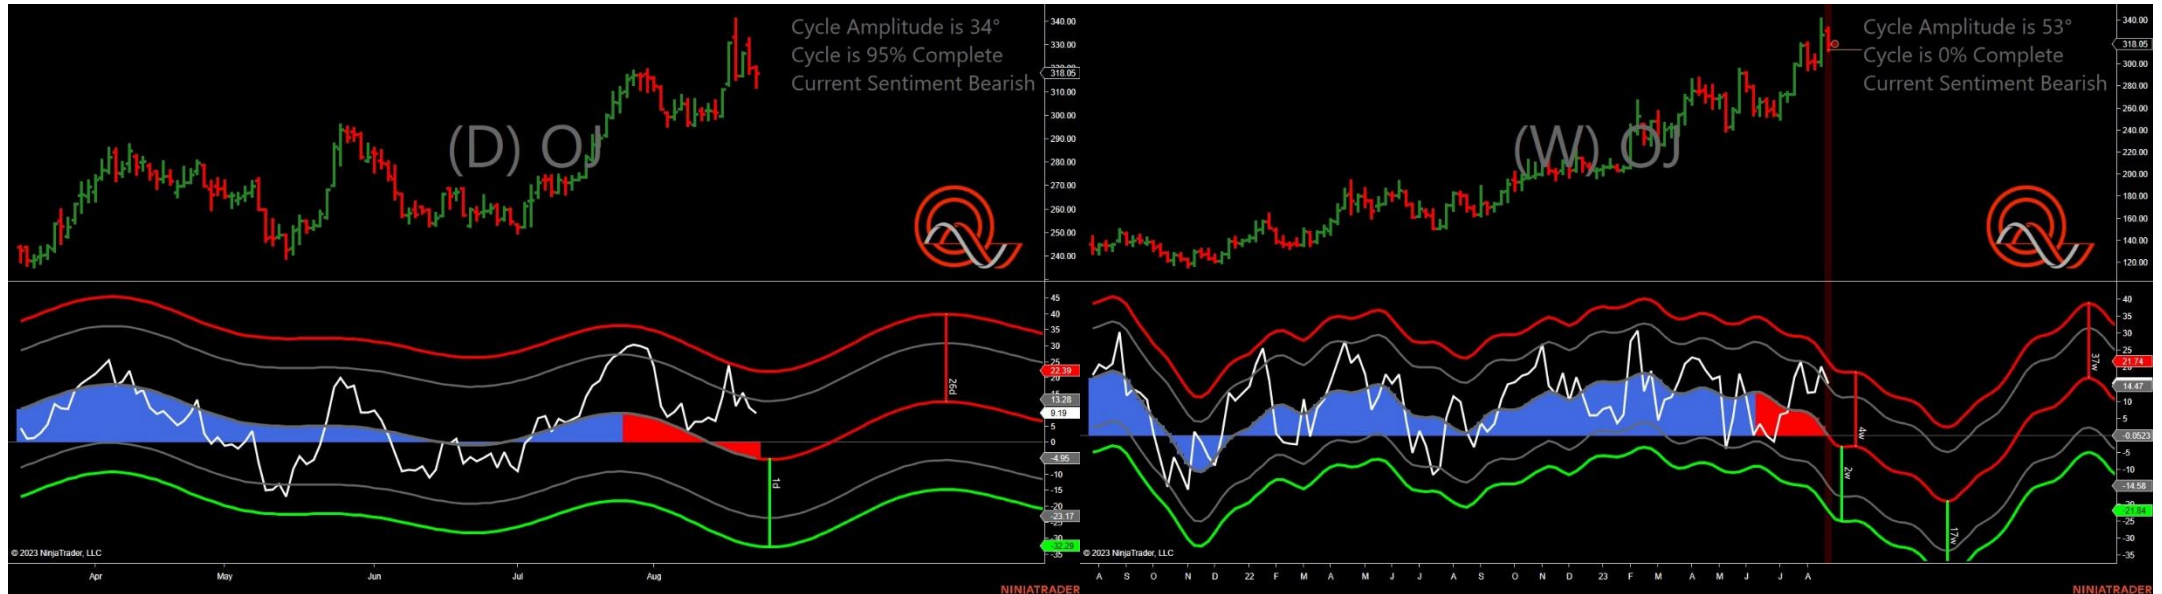 Cycle Amplitude is 34°
Cycle is 95% Complete
Current Sentiment Bearish
(D) OJ
340.00
330.00
318.05
310.00
300.00
290.00
280.00
270.00
260.00
250.00
240.00
45
40
35
30
25
22.39
13.28
9.19
5
0
-4.95
-10
-15
-20
-23.17
-32.29
-35
26d
1d
© 2023 NinjaTrader, LLC
Apr
May
Jun
Jul
Aug
NINJATRADER
Cycle Amplitude is 53°
Cycle is 0% Complete
Current Sentiment Bearish
(W) OJ
340.00
318.05
300.00
280.00
260.00
240.00
220.00
200.00
180.00
160.00
140.00
120.00
40
35
30
25
21.74
14.47
10
5
-0.0523
-5
-10
-14.58
-21.84
-25
-30
-35
37w
4w
2w
17w
© 2023 NinjaTrader, LLC
A S O N D 22 F M A M J J A S O N D 23 F M A M J J A
NINJATRADER